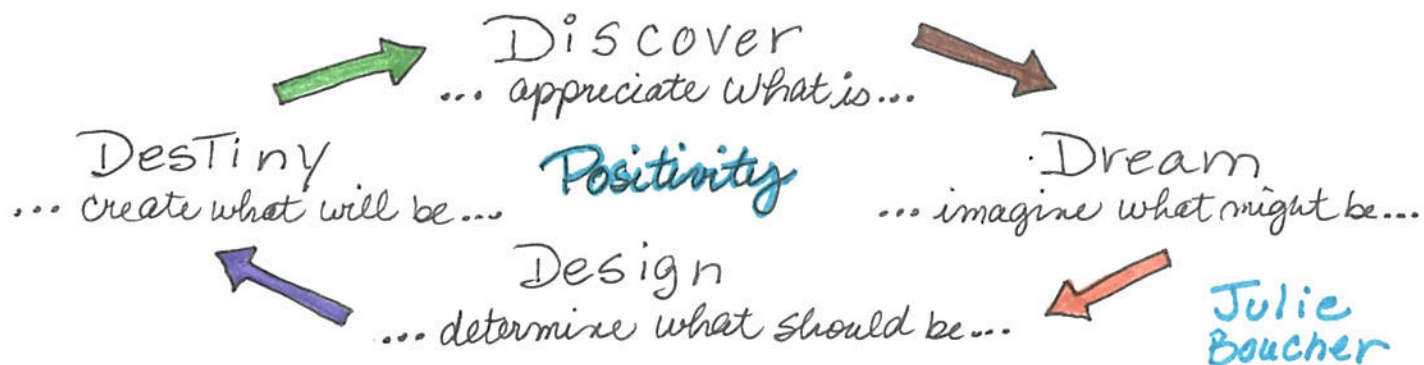 Discover
... appreciate what is...
Destiny
... create what will be...
Positivity
Dream
... imagine what might be...
Design
... determine what should be...
Julie
Boucher